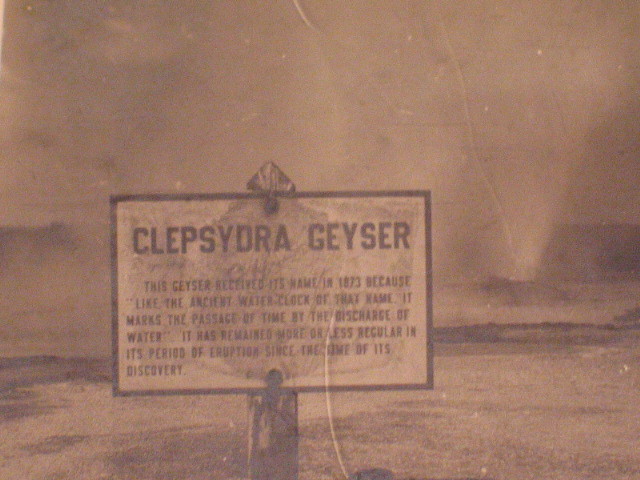 CLEPSYDRA GEYSER
THIS GEYSER RECEIVED ITS NAME IN 1873 BECAUSE
"LIKE THE ANCIENT WATER-CLOCK OF THAT NAME IT
MARKS THE PASSAGE OF TIME BY THE DISCHARGE OF
WATER". IT HAS REMAINED MORE OR LESS REGULAR IN
ITS PERIOD OF ERUPTION SINCE THE TIME OF ITS
DISCOVERY.